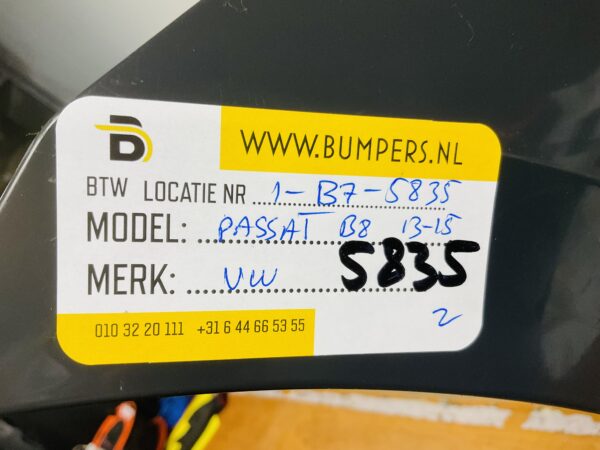 B
WWW.BUMPERS.NL
BTW LOCATIE NR 1-B7-5835
MODEL: PASSAT B8 13-15
MERK: VW 5835
2
010 32 20 111 +31 6 44 66 53 55